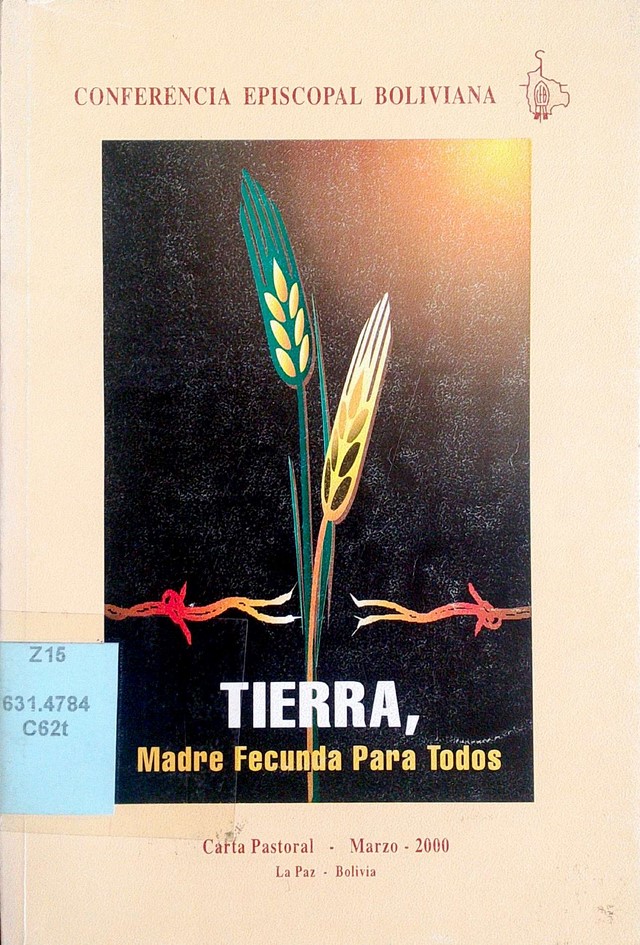 CONFERENCIA EPISCOPAL BOLIVIANA
Z15
631.4784
C62t
TIERRA,
Madre Fecunda Para Todos
Carta Pastoral - Marzo - 2000
La Paz - Bolivia